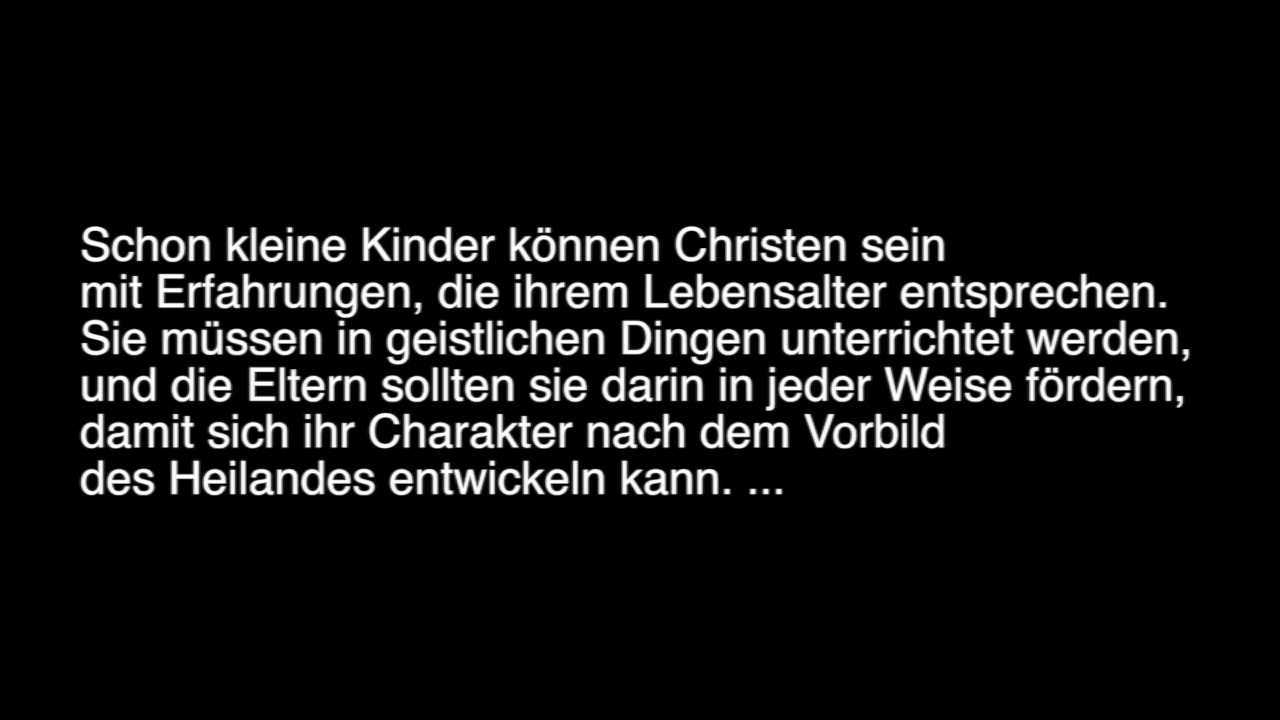 Schon kleine Kinder können Christen sein
mit Erfahrungen, die ihrem Lebensalter entsprechen.
Sie müssen in geistlichen Dingen unterrichtet werden,
und die Eltern sollten sie darin in jeder Weise fördern,
damit sich ihr Charakter nach dem Vorbild
des Heilandes entwickeln kann. ...